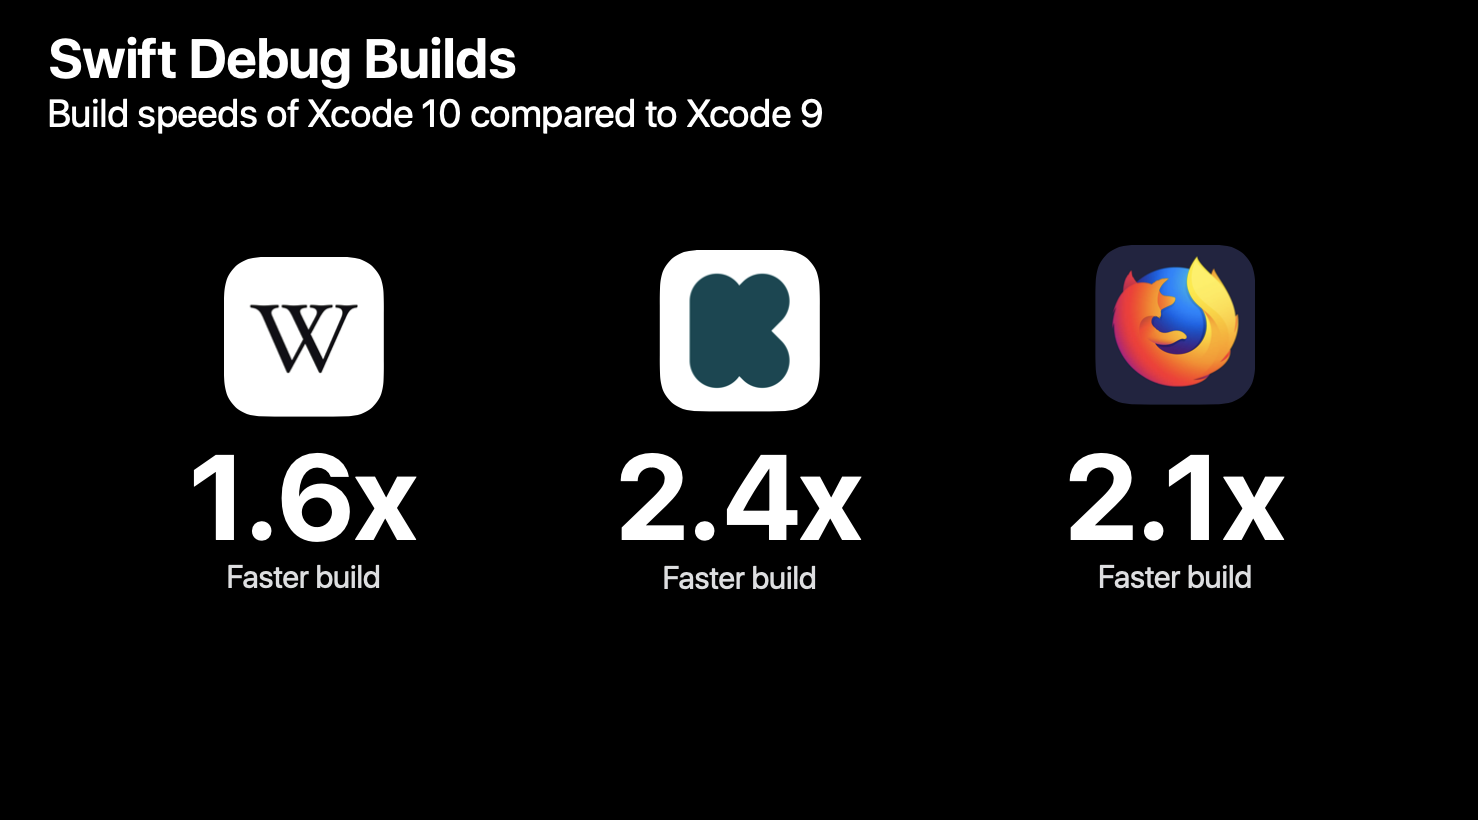 Swift Debug Builds
Build speeds of Xcode 10 compared to Xcode 9
W
K
1.6x
2.4x
2.1x
Faster build
Faster build
Faster build